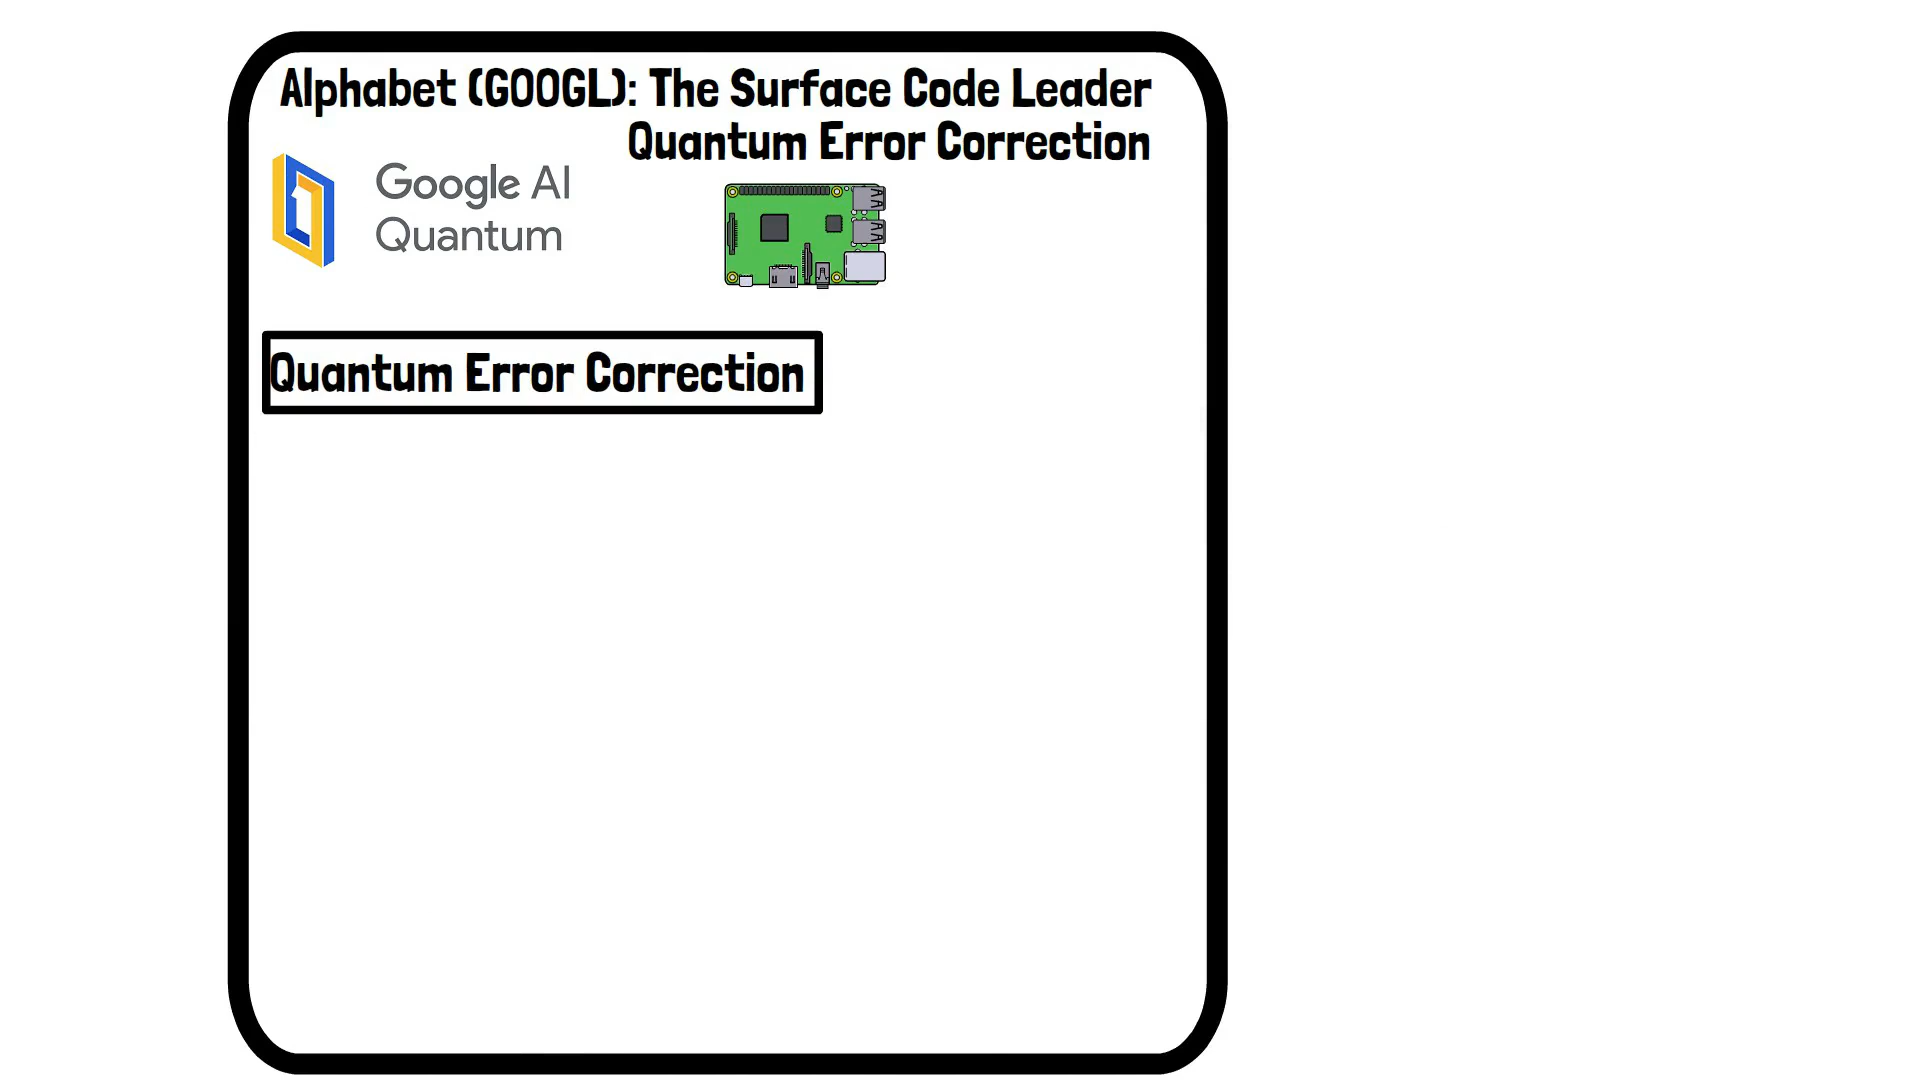 Alphabet (GOOGL): The Surface Code Leader
Quantum Error Correction
Google AI
Quantum
Quantum Error Correction